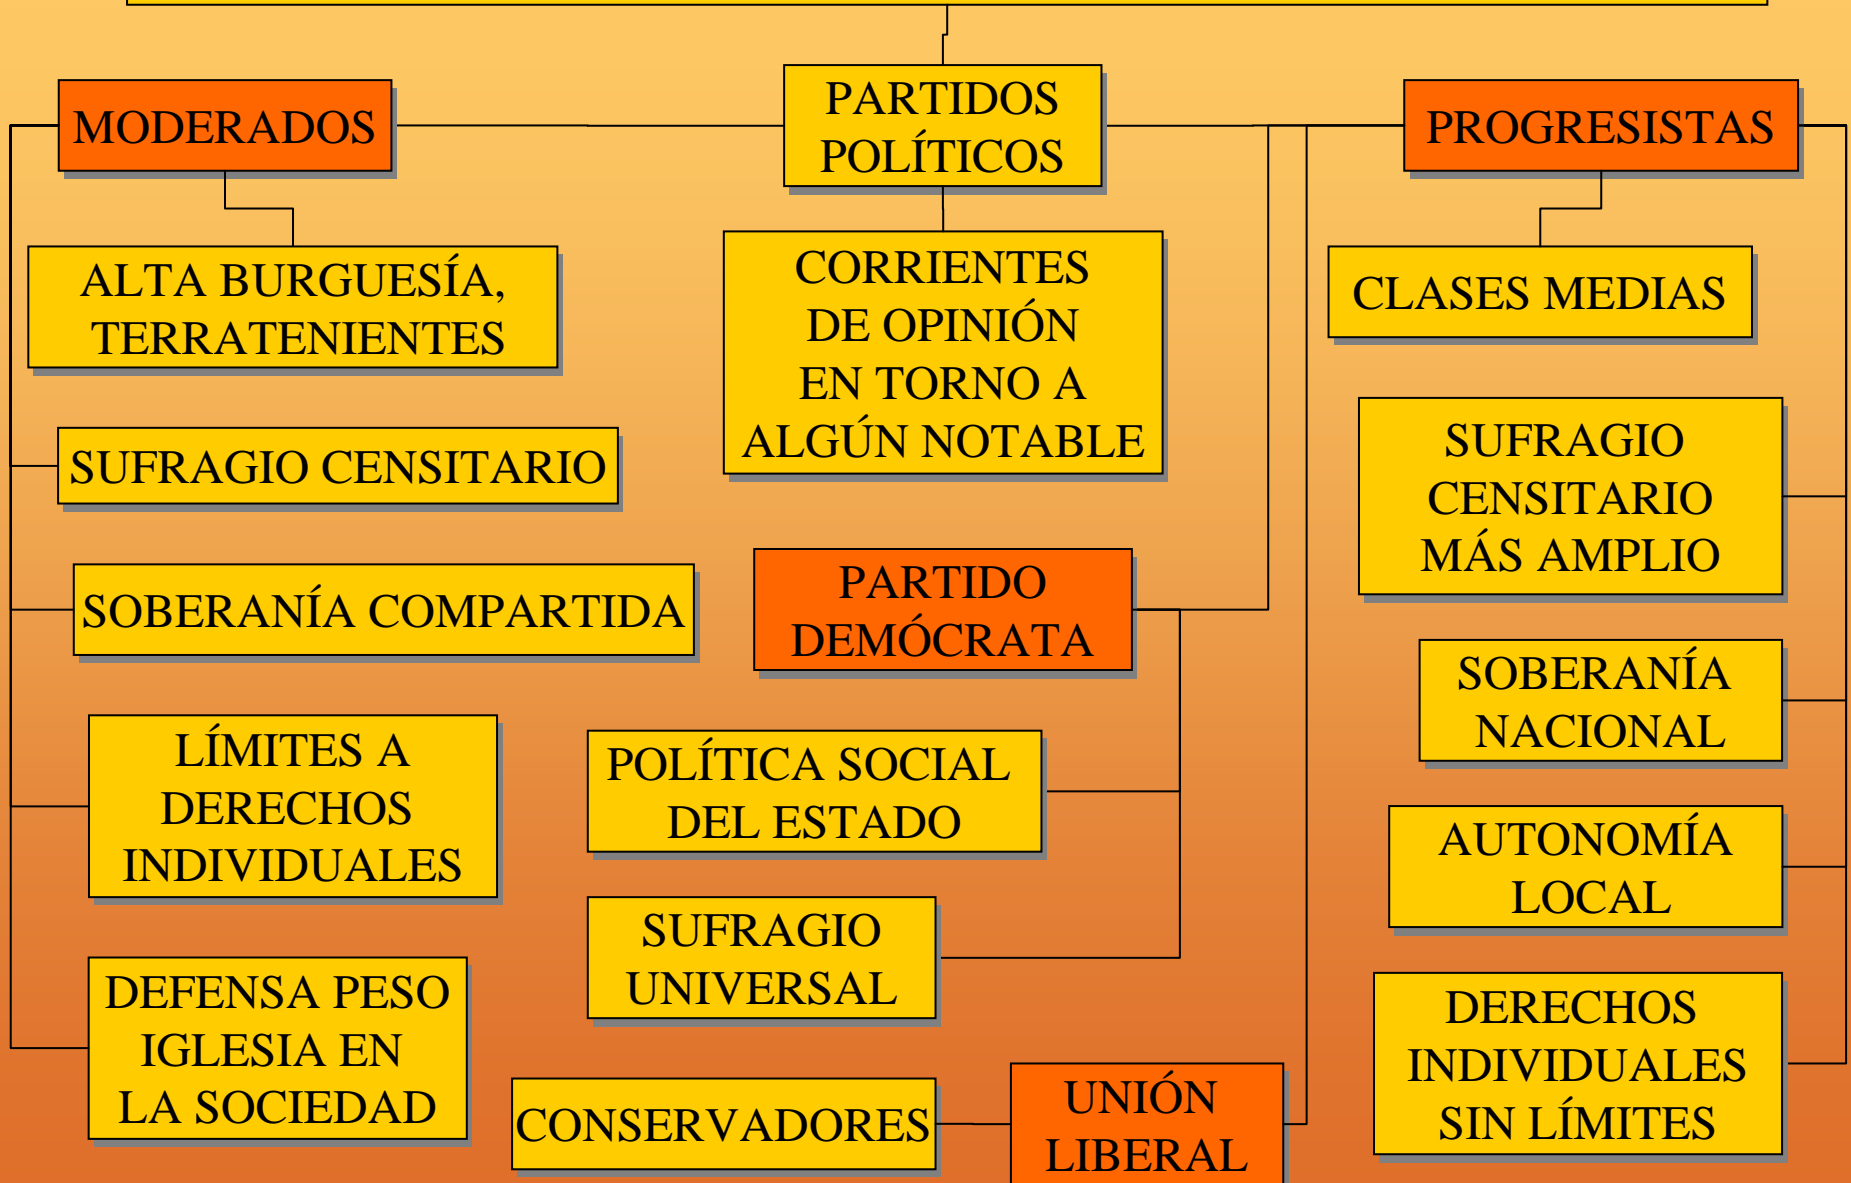 PARTIDOS
POLÍTICOS
MODERADOS
PROGRESISTAS
ALTA BURGUESÍA,
TERRATENIENTES
CORRIENTES
DE OPINIÓN
EN TORNO A
ALGÚN NOTABLE
CLASES MEDIAS
SUFRAGIO CENSITARIO
SOBERANÍA COMPARTIDA
LÍMITES A
DERECHOS
INDIVIDUALES
DEFENSA PESO
IGLESIA EN
LA SOCIEDAD
PARTIDO
DEMÓCRATA
POLÍTICA SOCIAL
DEL ESTADO
SUFRAGIO
UNIVERSAL
CONSERVADORES
UNIÓN
LIBERAL
SUFRAGIO
CENSITARIO
MÁS AMPLIO
SOBERANÍA
NACIONAL
AUTONOMÍA
LOCAL
DERECHOS
INDIVIDUALES
SIN LÍMITES